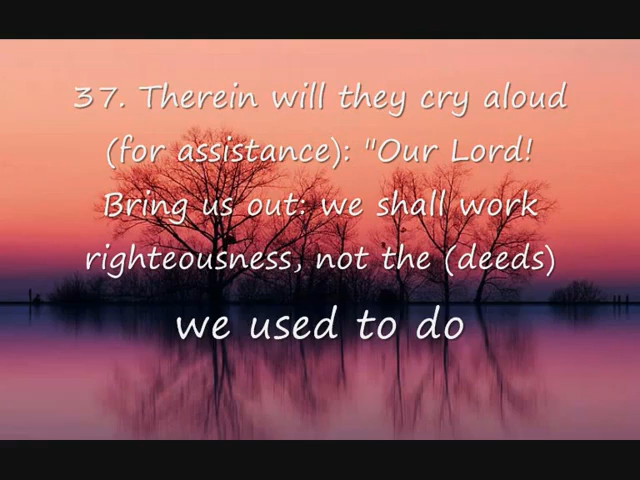 37. Therein will they cry aloud
(for assistance): "Our Lord!
Bring us out: we shall work
righteousness, not the (deeds)
we used to do